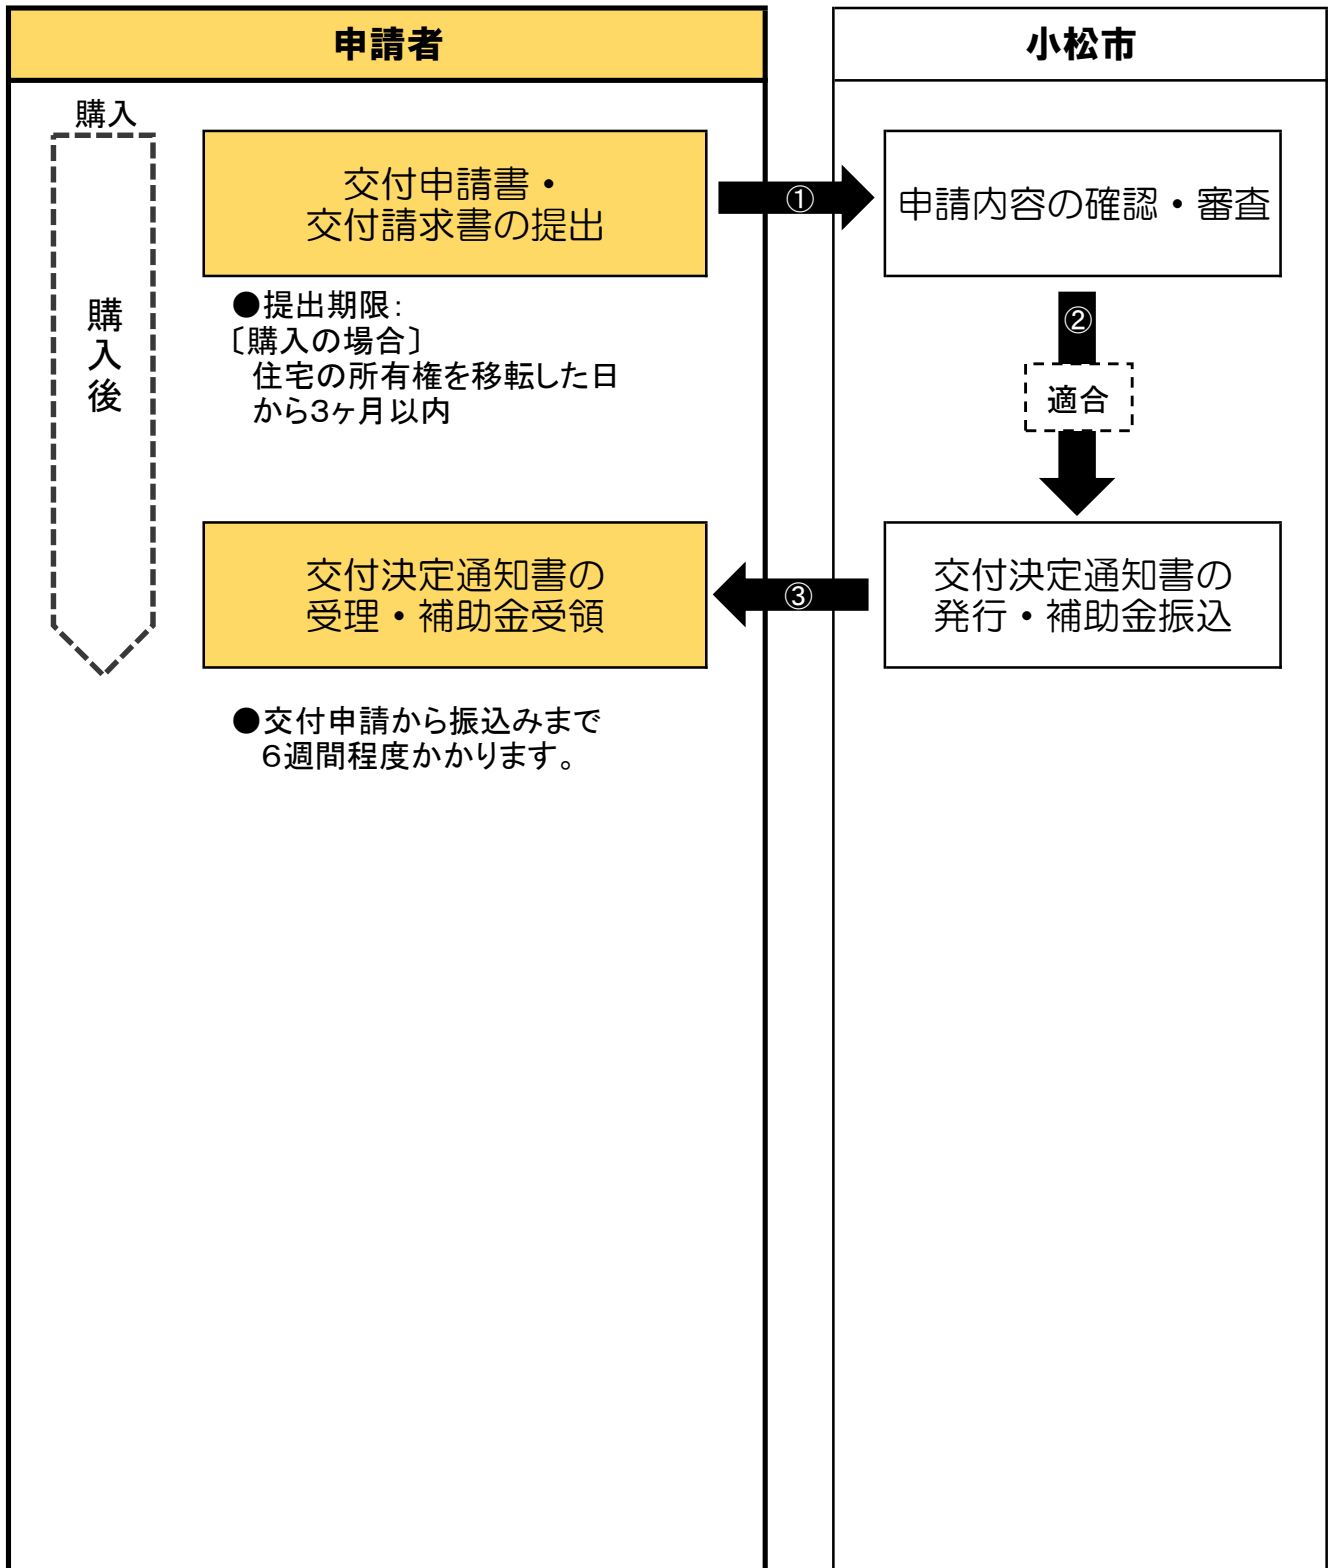 申請者
小松市
購入
購入後
交付申請書・
交付請求書の提出
①
申請内容の確認・審査
●提出期限：
〔購入の場合〕
住宅の所有権を移転した日
から3ヶ月以内
②
適合
交付決定通知書の
受理・補助金受領
③
交付決定通知書の
発行・補助金振込
●交付申請から振込みまで
６週間程度かかります。